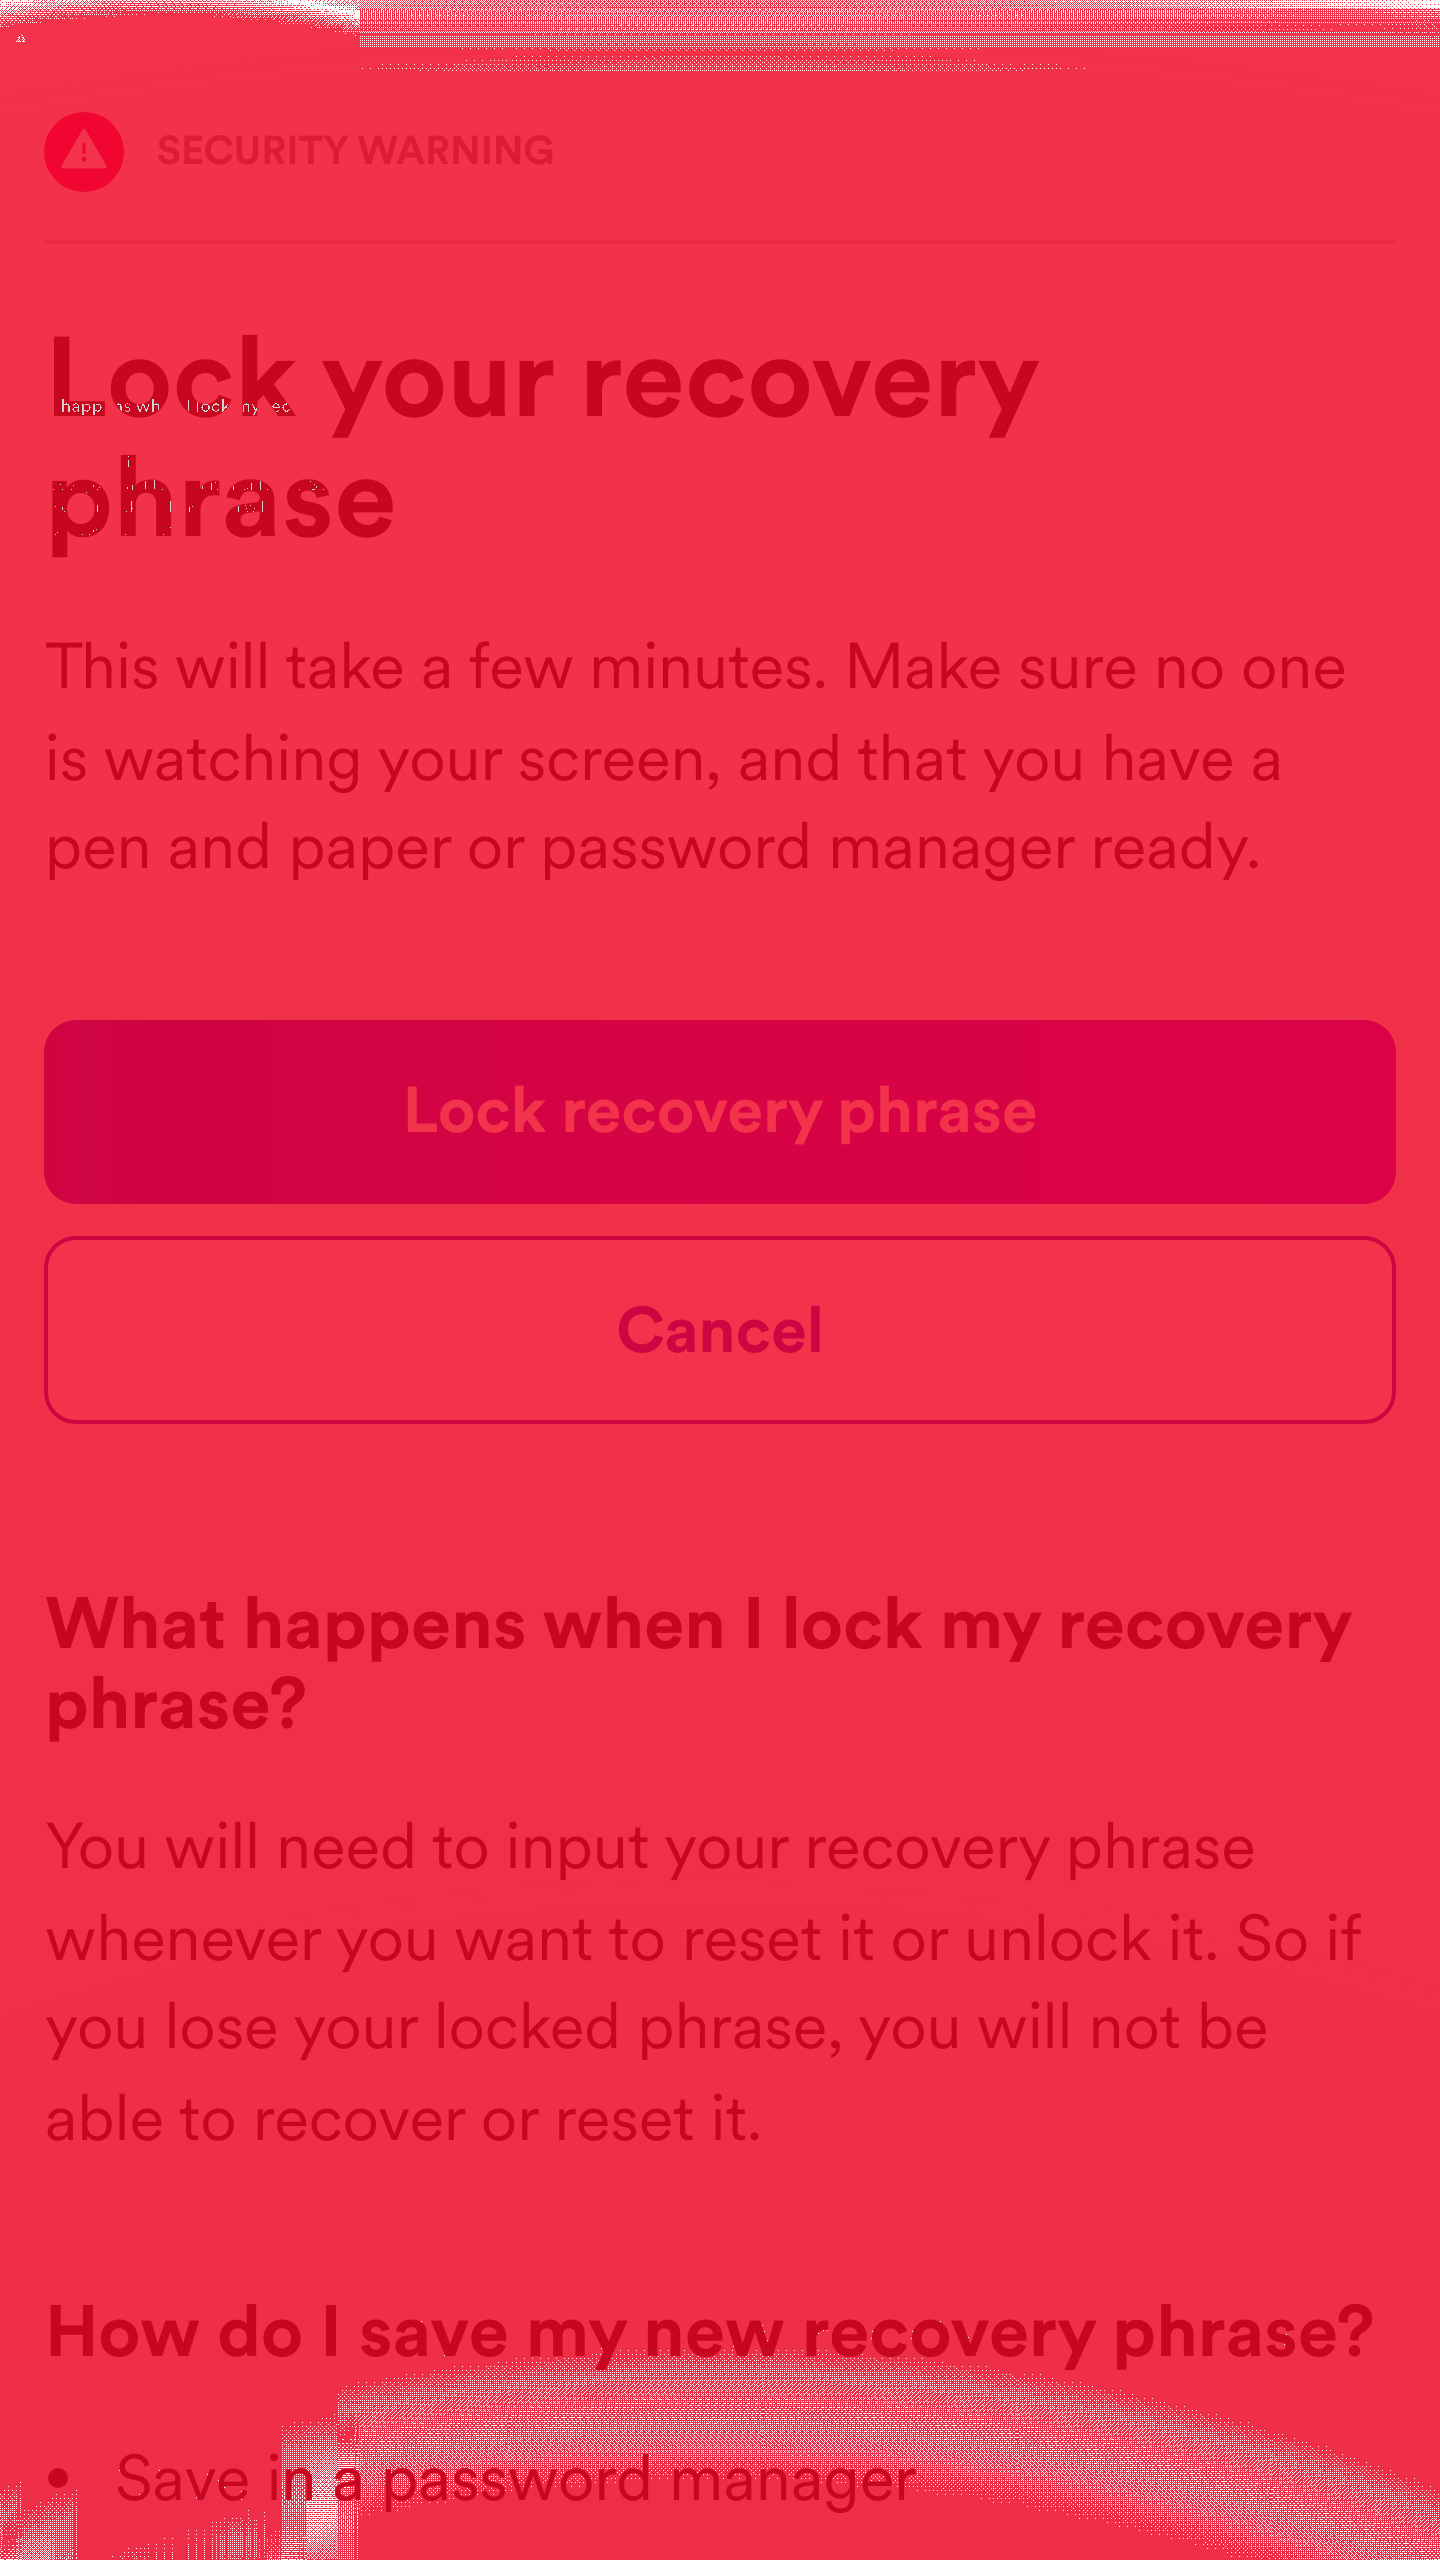 SECURITY WARNING
Lock your recovery
phrase
This will take a few minutes. Make sure no one
is watching your screen, and that you have a
pen and paper or password manager ready.
Lock recovery phrase
Cancel
What happens when I lock my recovery
phrase?
You will need to input your recovery phrase
whenever you want to reset it or unlock it. So if
you lose your locked phrase, you will not be
able to recover or reset it.
How do I save my new recovery phrase?
• Save in a password manager